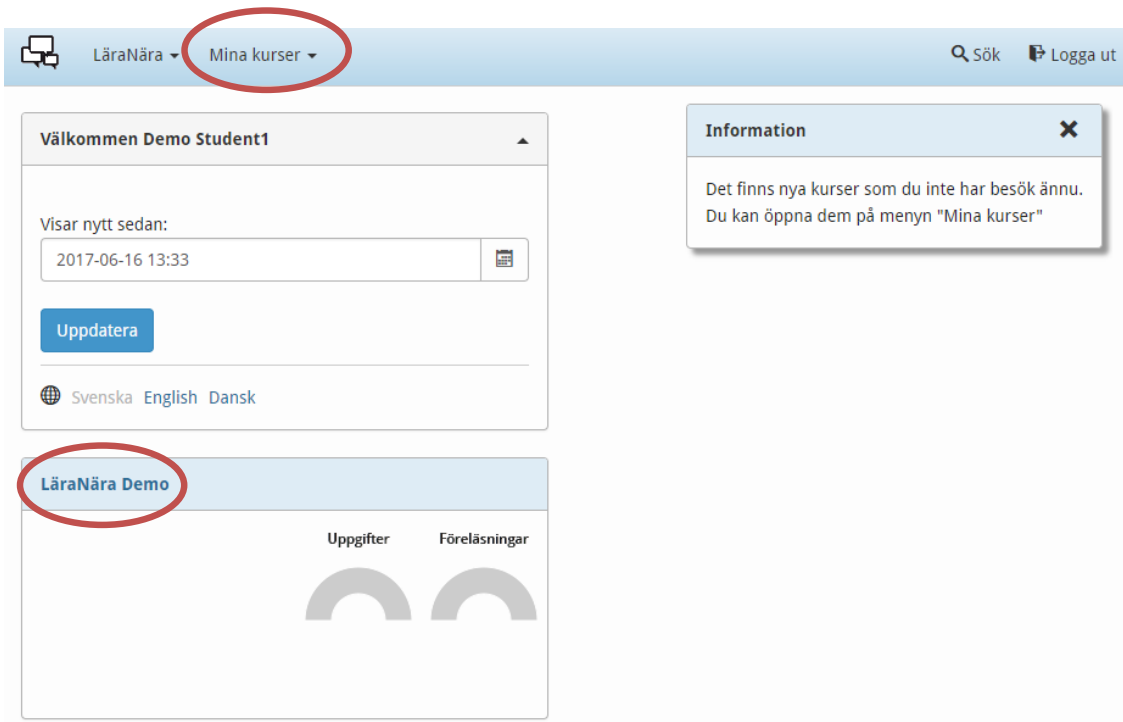 LäraNära Mina kurser Sök Logga ut
Välkommen Demo Student1
Visar nytt sedan:
2017-06-16 13:33
Uppdatera
Svenska English Dansk
LäraNära Demo
Uppgifter Föreläsningar
Information
Det finns nya kurser som du inte har besök ännu.
Du kan öppna dem på menyn "Mina kurser"